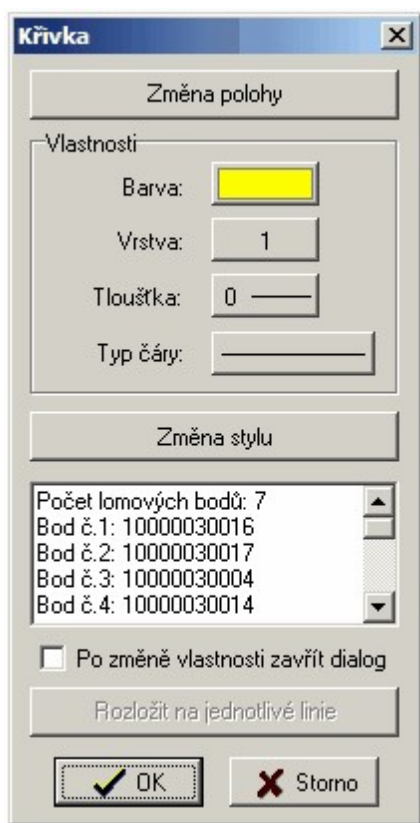 Křivka
Změna polohy
Vlastnosti
Barva:
Vrstva: 1
Tloušťka: 0
Typ čáry:
Změna stylu
Počet lomových bodů: 7
Bod č.1: 10000030016
Bod č.2: 10000030017
Bod č.3: 10000030004
Bod č.4: 10000030014
Po změně vlastnosti zavřít dialog
Rozložit na jednotlivé linie
OK Storno